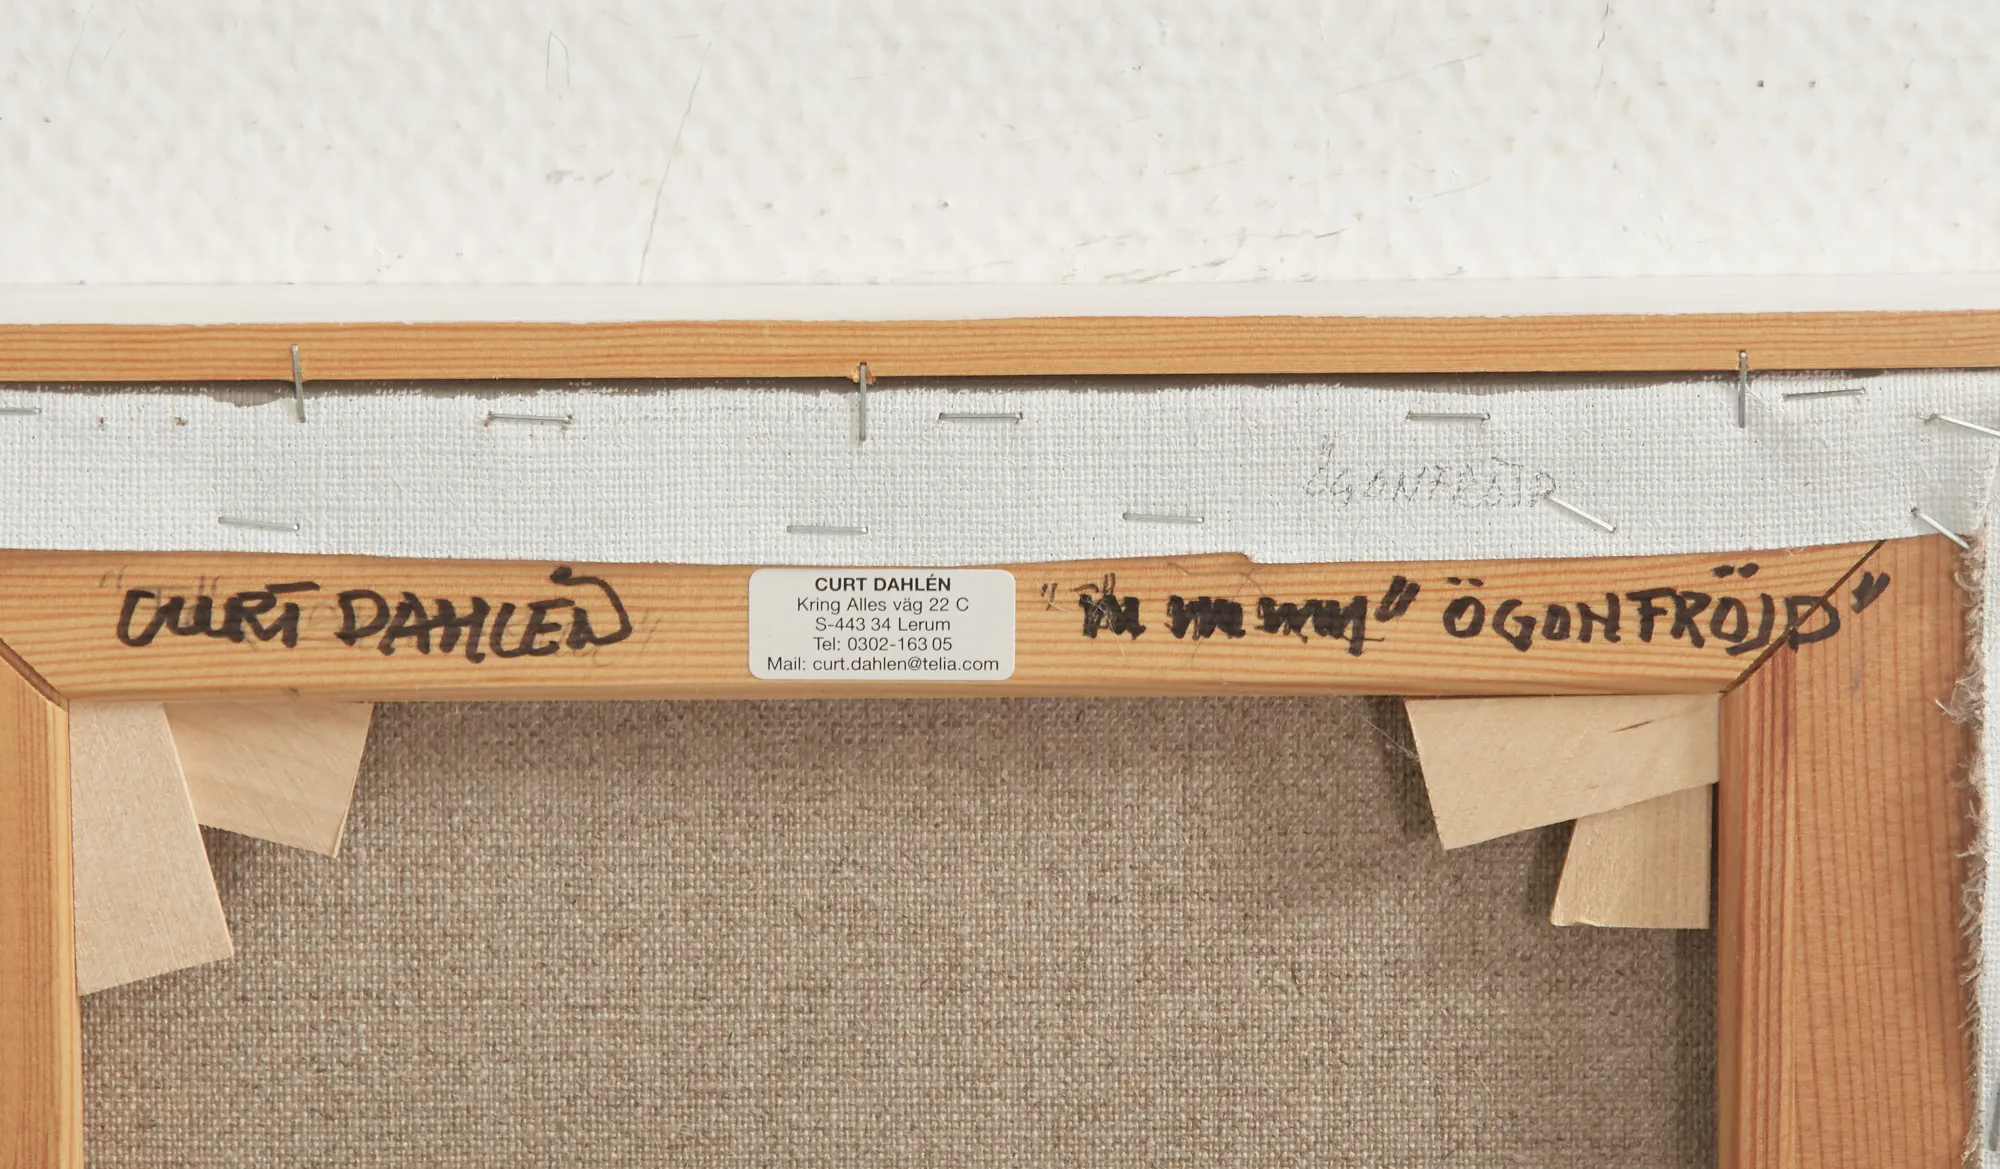 ÖGONFRÖJD
"CURT DAHLÉN"
CURT DAHLÉN
Kring Alles väg 22 C
S-443 34 Lerum
Tel: 0302-163 05
Mail: curt.dahlen@telia.com
ÖGONFRÖJD"